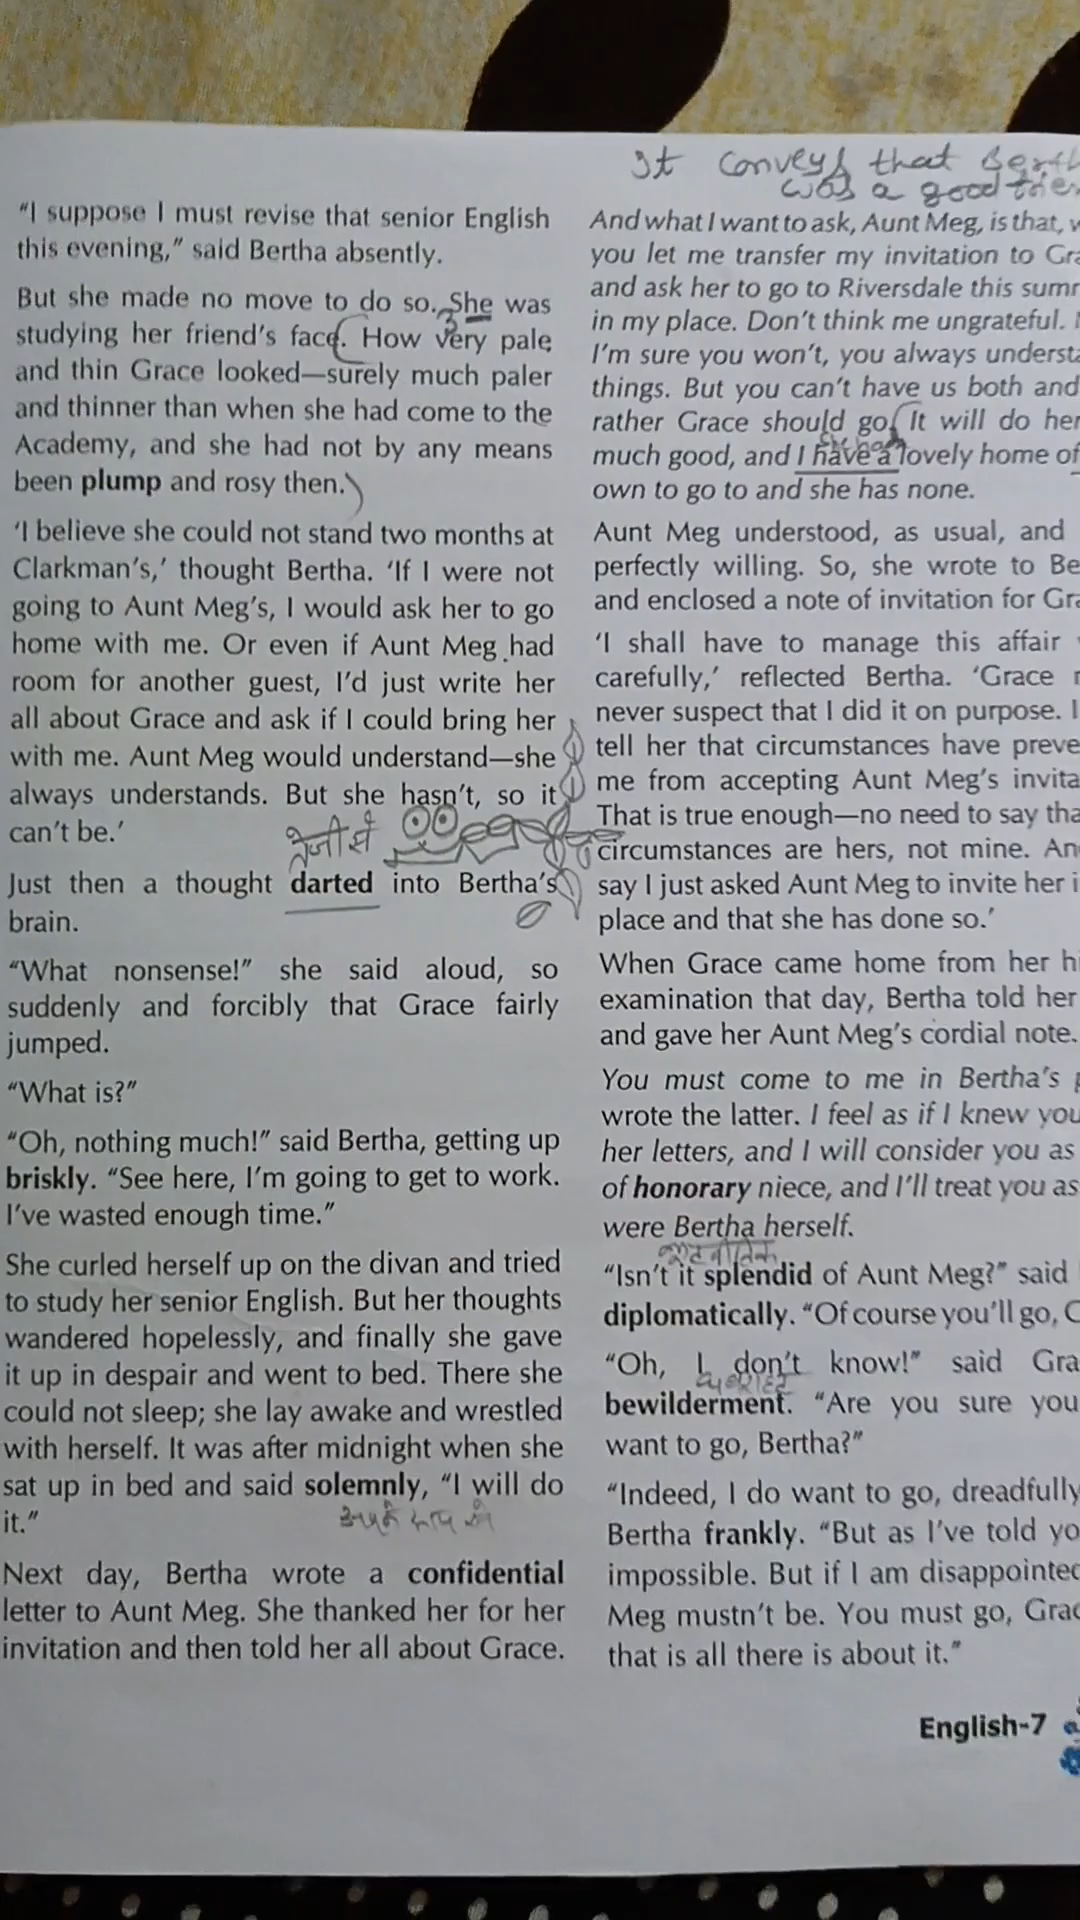 It conveys that
was a good
"I suppose I must revise that senior English
this evening," said Bertha absently.
But she made no move to do so. She was
studying her friend's face. How very pale
and thin Grace looked—surely much paler
and thinner than when she had come to the
Academy, and she had not by any means
been plump and rosy then.
'I believe she could not stand two months at
Clarkman's,' thought Bertha. 'If I were not
going to Aunt Meg's, I would ask her to go
home with me. Or even if Aunt Meg had
room for another guest, I'd just write her
all about Grace and ask if I could bring her
with me. Aunt Meg would understand—she
always understands. But she hasn't, so it
can't be.'
तेजी से
Just then a thought darted into Bertha's
brain.
"What nonsense!" she said aloud, so
suddenly and forcibly that Grace fairly
jumped.
"What is?"
"Oh, nothing much!" said Bertha, getting up
briskly. "See here, I'm going to get to work.
I've wasted enough time."
She curled herself up on the divan and tried
to study her senior English. But her thoughts
wandered hopelessly, and finally she gave
it up in despair and went to bed. There she
could not sleep; she lay awake and wrestled
with herself. It was after midnight when she
sat up in bed and said solemnly, "I will do
it."
Next day, Bertha wrote a confidential
letter to Aunt Meg. She thanked her for her
invitation and then told her all about Grace.
And what I want to ask, Aunt Meg, is that,
you let me transfer my invitation to
and ask her to go to Riversdale this
in my place. Don't think me ungrateful.
I'm sure you won't, you always
things. But you can't have us both and
rather Grace should go. It will do her
she has
much good, and I have a lovely home of
own to go to and she has none.
Aunt Meg understood, as usual, and
perfectly willing. So, she wrote to
and enclosed a note of invitation for
'I shall have to manage this affair
carefully,' reflected Bertha. 'Grace
never suspect that I did it on purpose. I
tell her that circumstances have
me from accepting Aunt Meg's
That is true enough—no need to say
circumstances are hers, not mine.
say I just asked Aunt Meg to invite her
place and that she has done so.'
When Grace came home from her
examination that day, Bertha told her
and gave her Aunt Meg's cordial note.
You must come to me in Bertha's
wrote the latter. I feel as if I knew you
her letters, and I will consider you as
of honorary niece, and I'll treat you as
were Bertha herself.
"Isn't it splendid of Aunt Meg?" said
diplomatically. "Of course you'll go,
"Oh, I don't know!" said
bewilderment. "Are you sure you
want to go, Bertha?"
"Indeed, I do want to go, dreadfully
Bertha frankly. "But as I've told
impossible. But if I am
Meg mustn't be. You must go,
that is all there is about it."
English-7